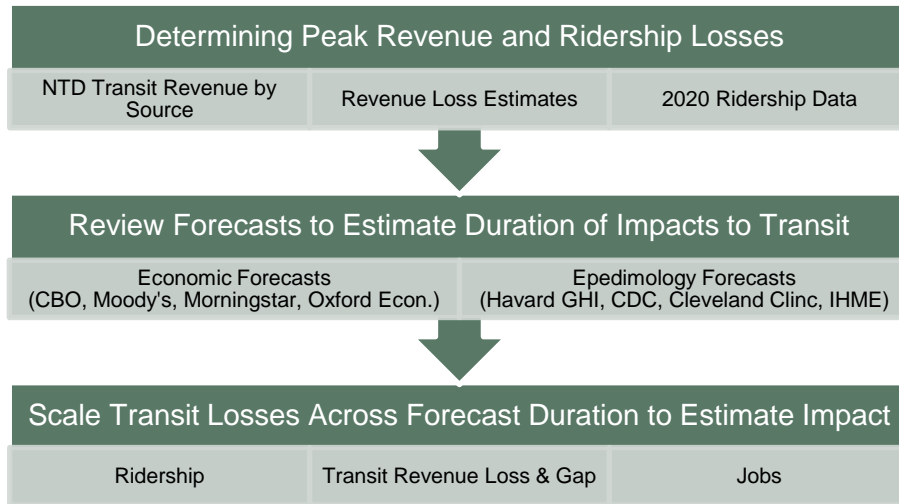 Determining Peak Revenue and Ridership Losses
NTD Transit Revenue by
Source
Revenue Loss Estimates
2020 Ridership Data
Review Forecasts to Estimate Duration of Impacts to Transit
Economic Forecasts
(CBO, Moody's, Morningstar, Oxford Econ.)
Epedimology Forecasts
(Havard GHI, CDC, Cleveland Clinc, IHME)
Scale Transit Losses Across Forecast Duration to Estimate Impact
Ridership
Transit Revenue Loss & Gap
Jobs